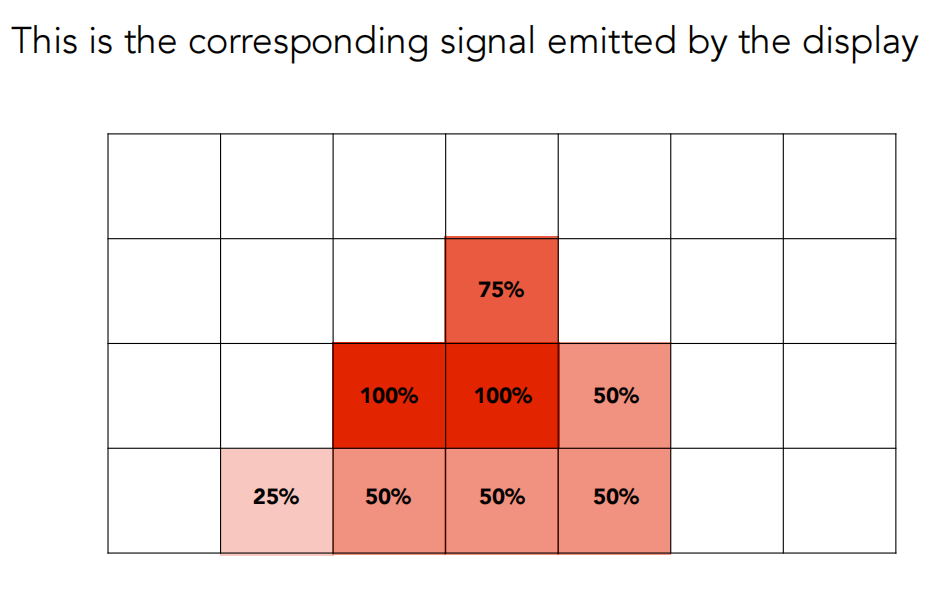 This is the corresponding signal emitted by the display
75%
100% 100% 50%
25% 50% 50% 50%